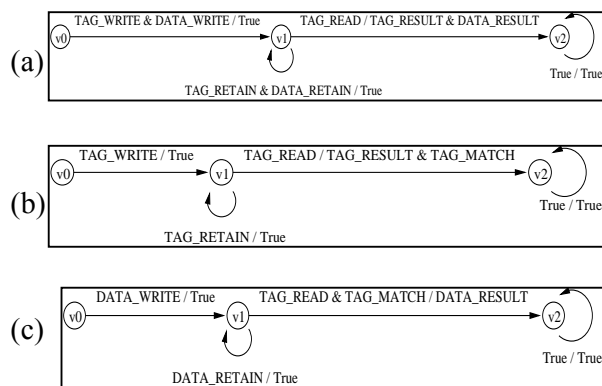 (a)
TAG_WRITE & DATA_WRITE / True
TAG_READ / TAG_RESULT & DATA_RESULT
v0
v1
v2
TAG_RETAIN & DATA_RETAIN / True
True / True
(b)
TAG_WRITE / True
TAG_READ / TAG_RESULT & TAG_MATCH
v0
v1
v2
TAG_RETAIN / True
True / True
(c)
DATA_WRITE / True
TAG_READ & TAG_MATCH / DATA_RESULT
v0
v1
v2
DATA_RETAIN / True
True / True